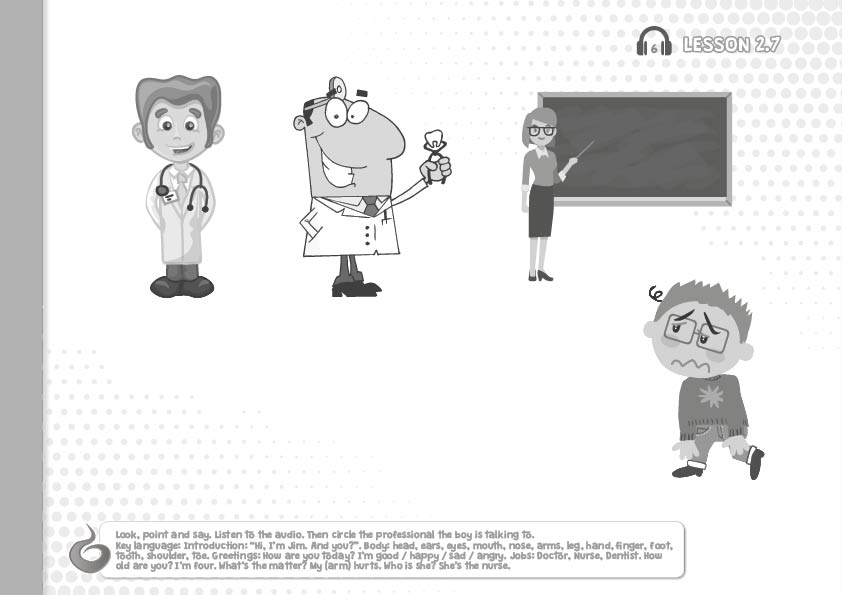 6 LESSON 2.7
Look, point and say. Listen to the audio. Then circle the professional the boy is talking to.
Key language: Introduction: "Hi, I'm Jim. And you?". Body: head, ears, eyes, mouth, nose, arms, leg, hand, finger, foot,
tooth, shoulder, toe. Greetings: How are you today? I'm good / happy / sad / angry. Jobs: Doctor, Nurse, Dentist. How
old are you? I'm four. What's the matter? My (arm) hurts. Who is she? She's the nurse.